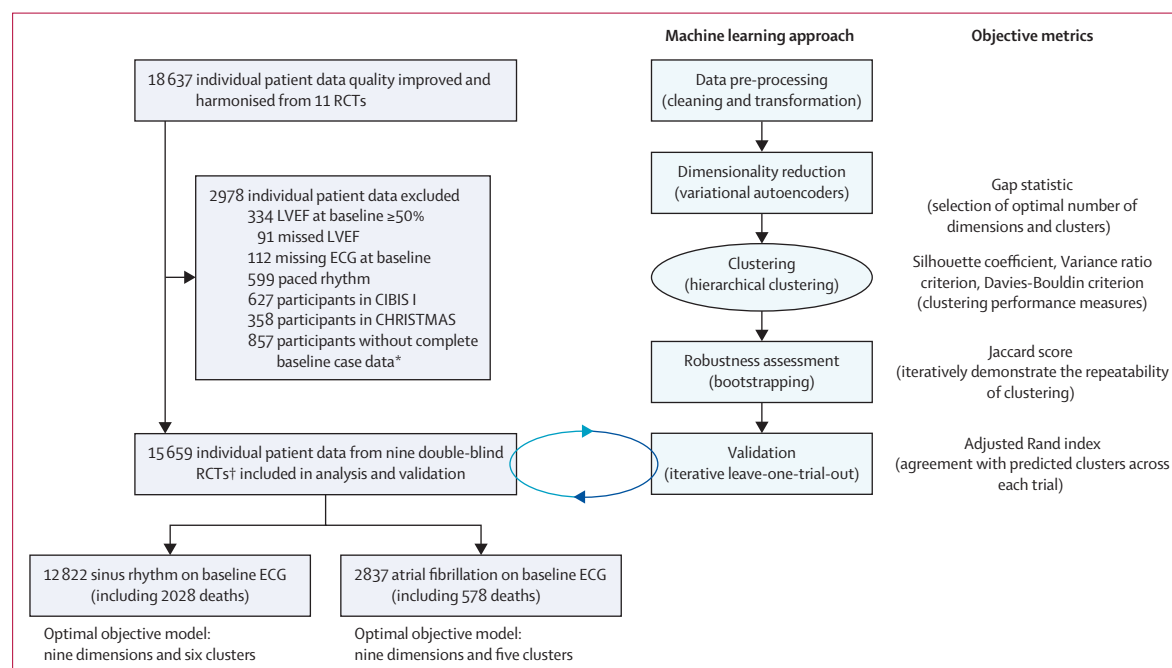 18 637 individual patient data quality improved and
harmonised from 11 RCTs
2978 individual patient data excluded
334 LVEF at baseline ≥50%
91 missed LVEF
112 missing ECG at baseline
599 paced rhythm
627 participants in CIBIS I
358 participants in CHRISTMAS
857 participants without complete
baseline case data*
15 659 individual patient data from nine double-blind
RCTs† included in analysis and validation
12 822 sinus rhythm on baseline ECG
(including 2028 deaths)
Optimal objective model:
nine dimensions and six clusters
2837 atrial fibrillation on baseline ECG
(including 578 deaths)
Optimal objective model:
nine dimensions and five clusters
Machine learning approach
Data pre-processing
(cleaning and transformation)
Dimensionality reduction
(variational autoencoders)
Clustering
(hierarchical clustering)
Robustness assessment
(bootstrapping)
Validation
(iterative leave-one-trial-out)
Objective metrics
Gap statistic
(selection of optimal number of
dimensions and clusters)
Silhouette coefficient, Variance ratio
criterion, Davies-Bouldin criterion
(clustering performance measures)
Jaccard score
(iteratively demonstrate the repeatability
of clustering)
Adjusted Rand index
(agreement with predicted clusters across
each trial)